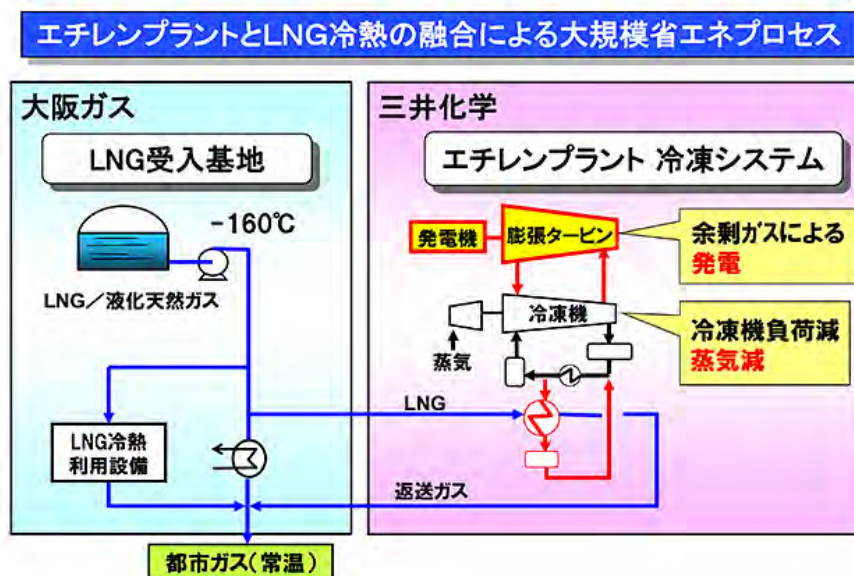 エチレンプラントとLNG冷熱の融合による大規模省エネプロセス
大阪ガス
LNG受入基地
-160℃
LNG/液化天然ガス
LNG冷熱
利用設備
都市ガス(常温)
三井化学
エチレンプラント 冷凍システム
発電機
膨張タービン
余剰ガスによる
発電
冷凍機
蒸気
冷凍機負荷減
蒸気減
LNG
返送ガス